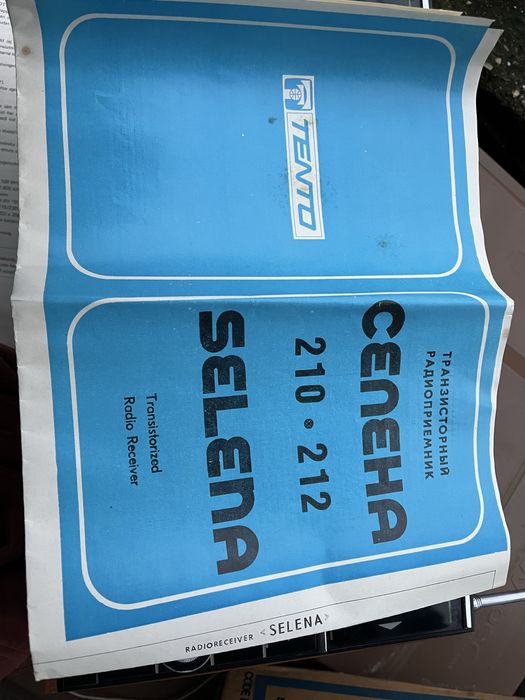 TENTO
ТРАНЗИСТОРНЫЙ
РАДИОПРИЕМНИК
СЕЛЕНА
210 • 212
SELENA
Transistorized
Radio Receiver
RADIORECEIVER <SELENA>